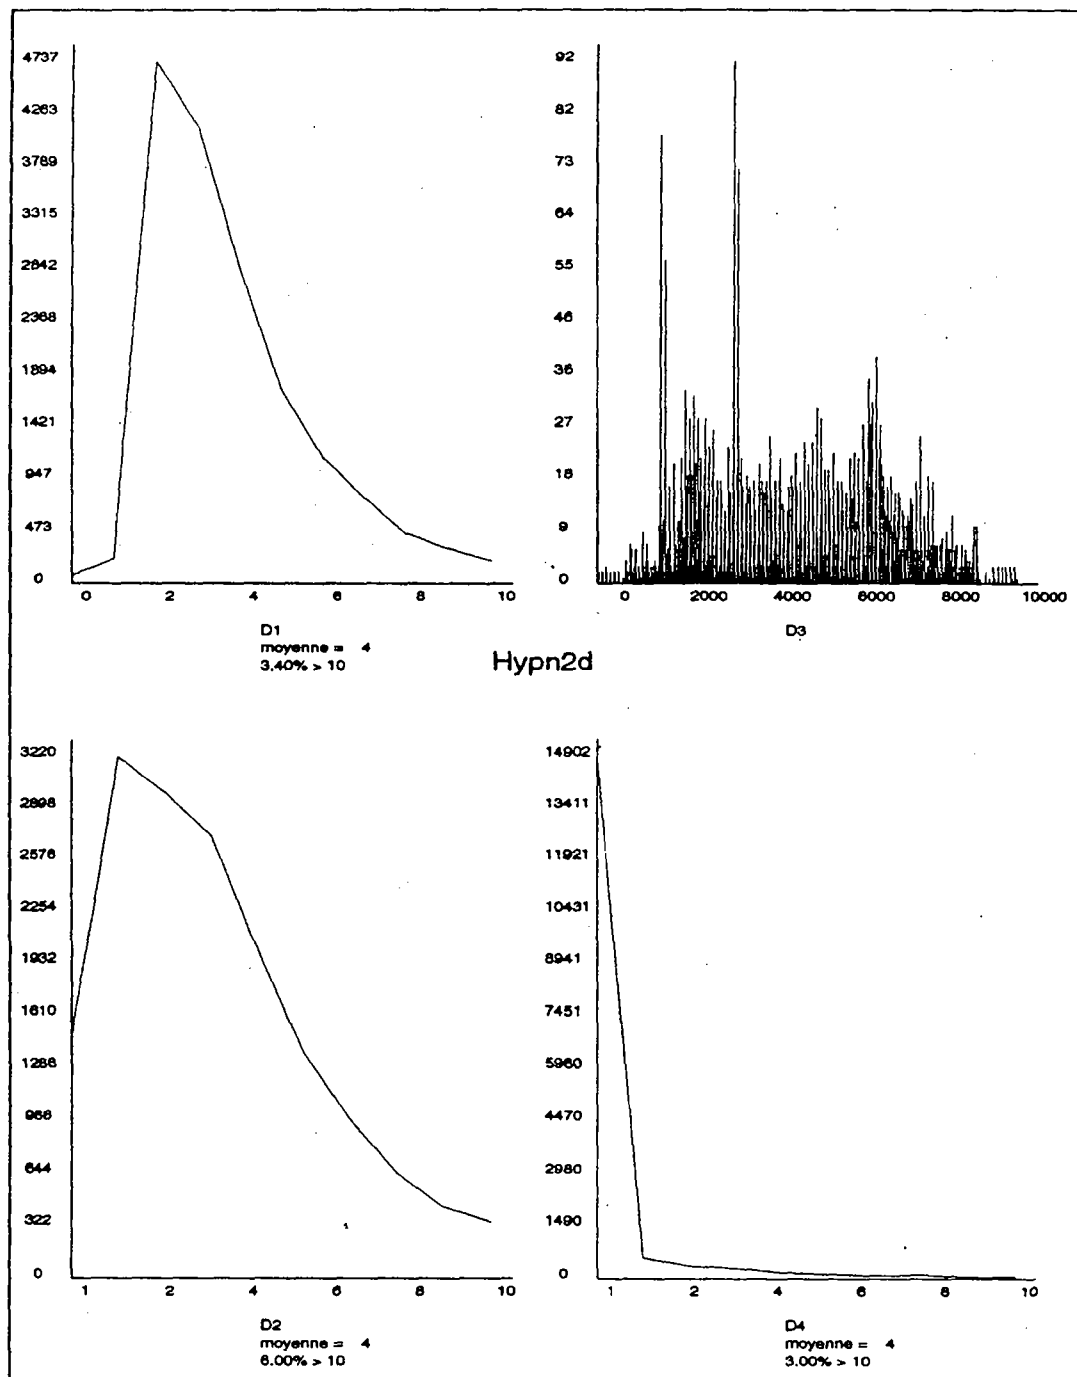 4737
4263
3789
3315
2842
2368
1894
1421
947
473
0
0 2 4 6 8 10
D1
moyenne = 4
3.40% > 10
92
82
73
64
55
46
36
27
18
9
0
0 2000 4000 6000 8000 10000
D3
Hypn2d
3220
2898
2576
2254
1932
1610
1288
966
644
322
0
1 2 4 6 8 10
D2
moyenne = 4
6.00% > 10
14902
13411
11921
10431
8941
7451
5960
4470
2980
1490
0
1 2 4 6 8 10
D4
moyenne = 4
3.00% > 10